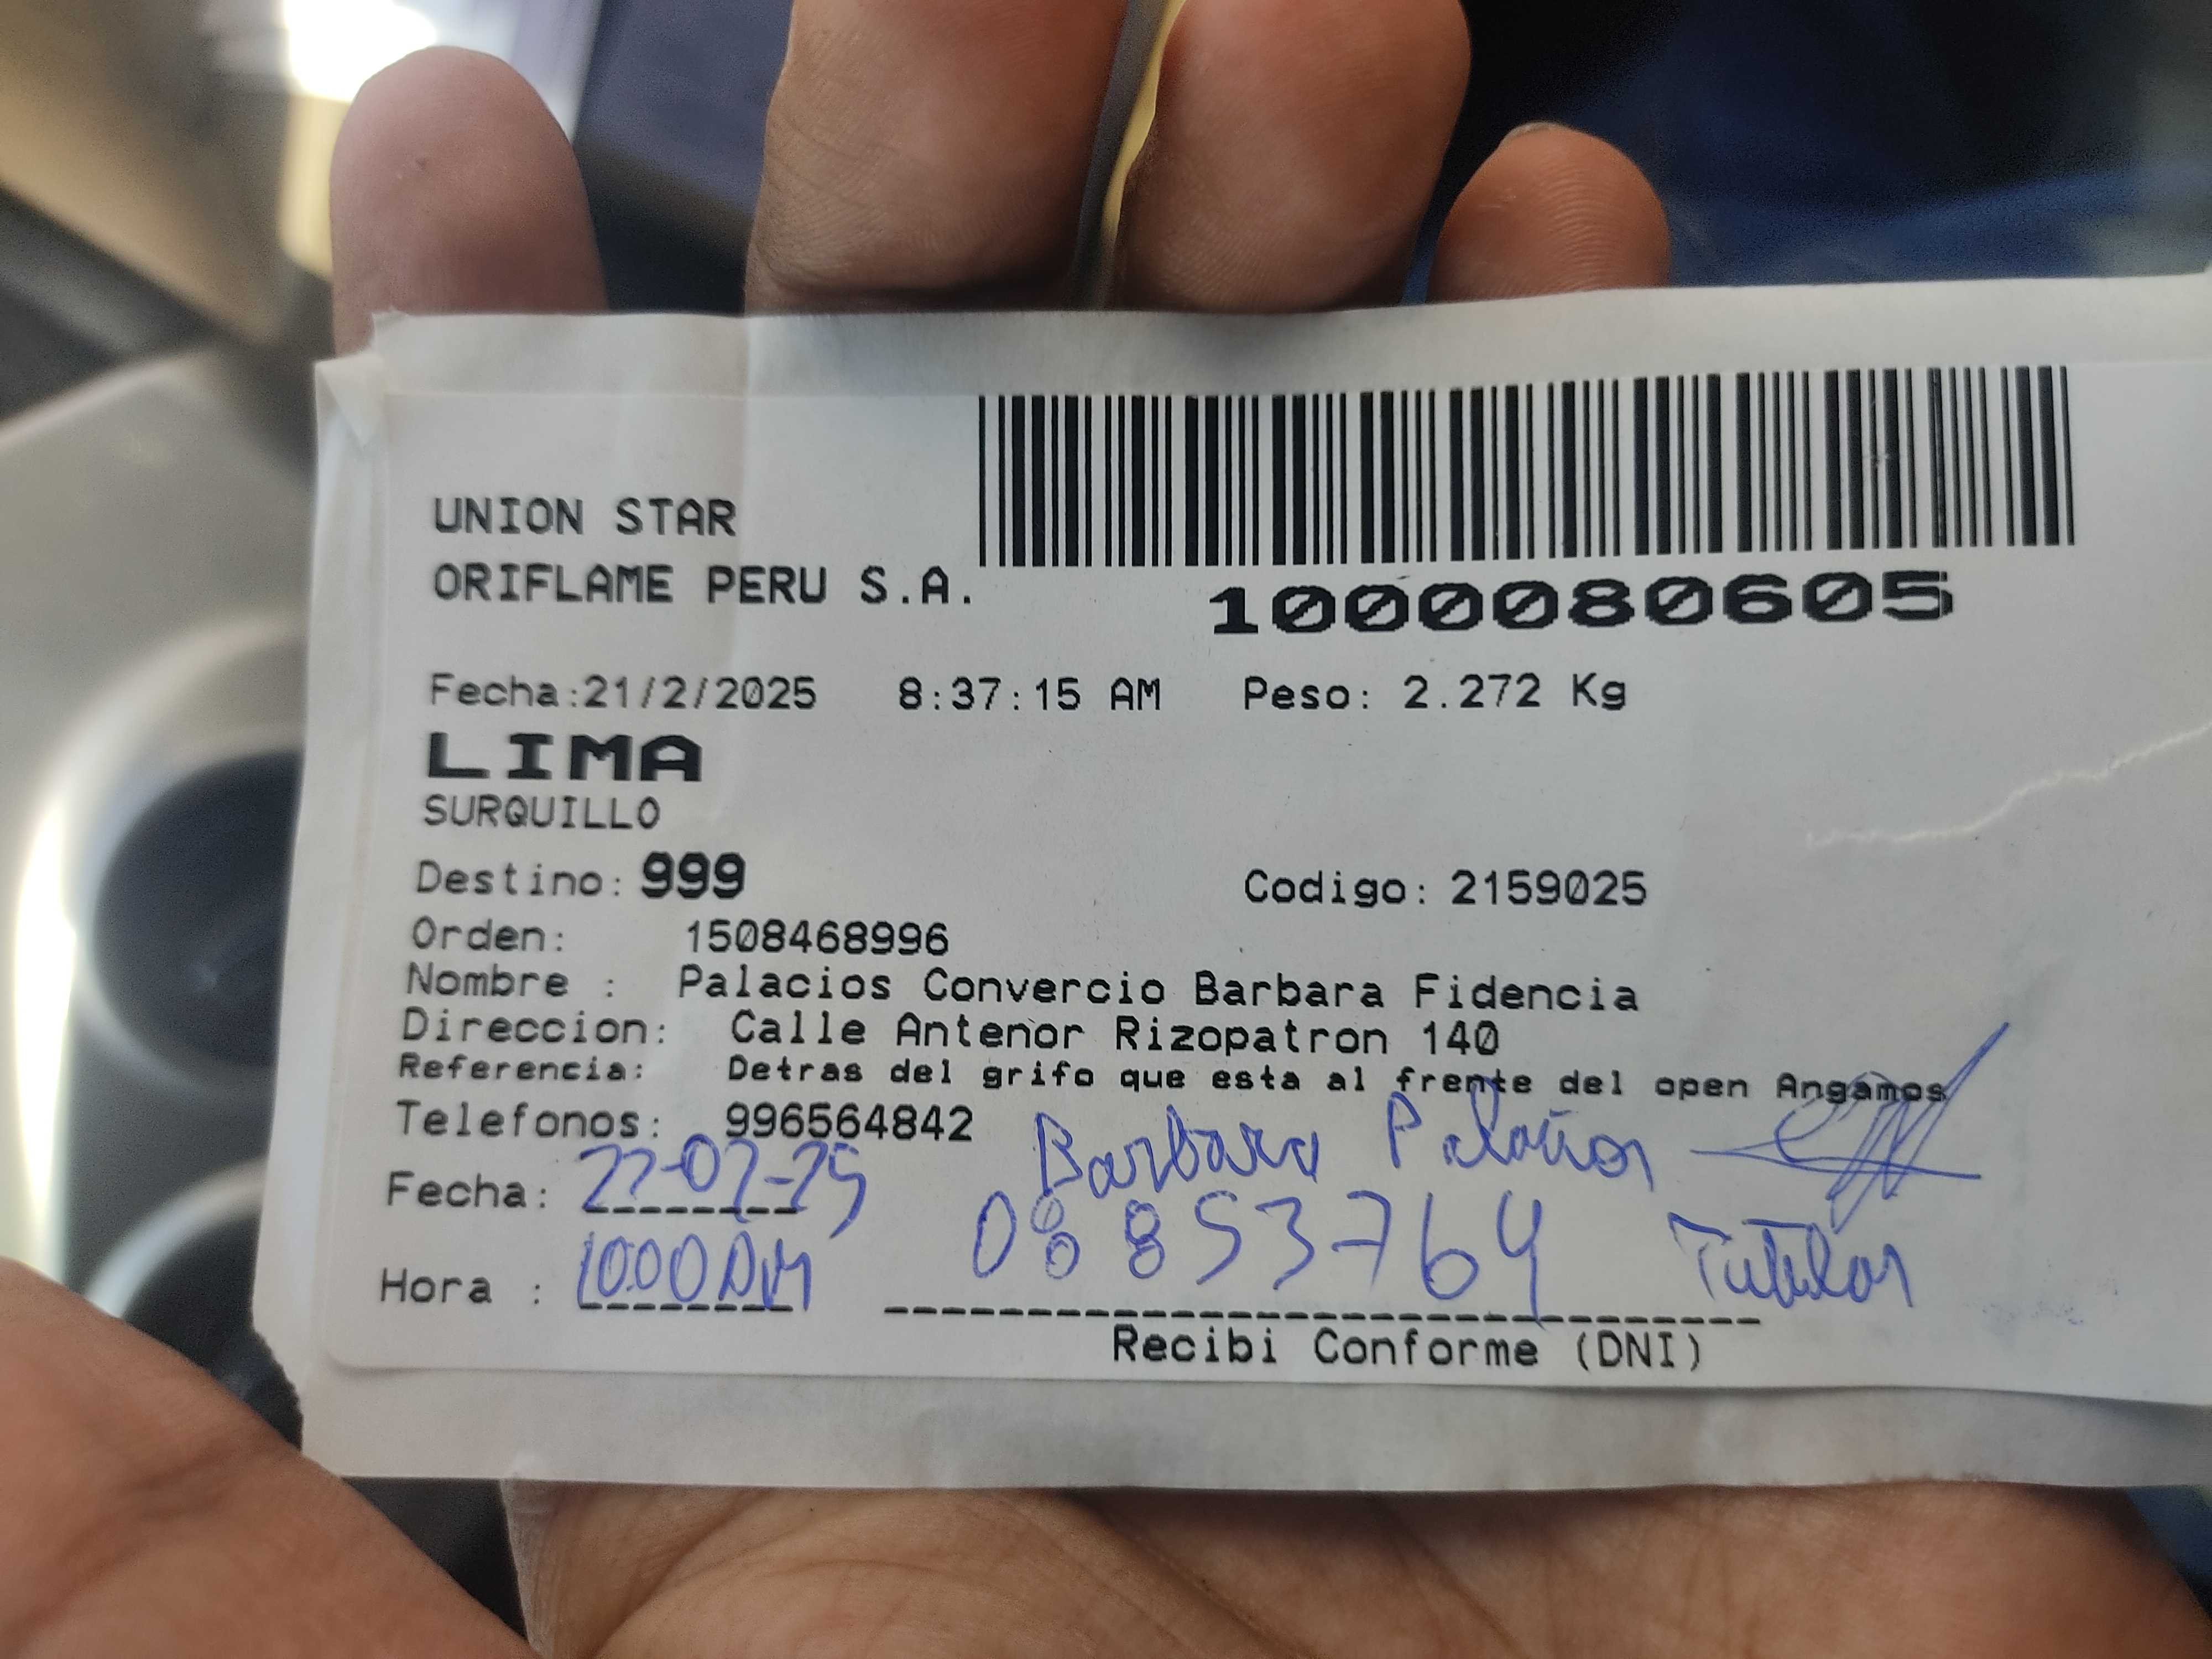 UNION STAR
ORIFLAME PERU S.A.
1000080605
Fecha:21/2/2025 8:37:15 AM Peso: 2.272 Kg
LIMA
SURQUILLO
Destino: 999 Codigo: 2159025
Orden: 1508468996
Nombre : Palacios Convercio Barbara Fidencia
Direccion: Calle Antenor Rizopatron 140
Referencia: Detras del grifo que esta al frente del open Angamos
Telefonos: 996564842 Barbara Palacios
Fecha: 22-02-25 08853764 Titular
Hora : 10:00 AM
Recibi Conforme (DNI)